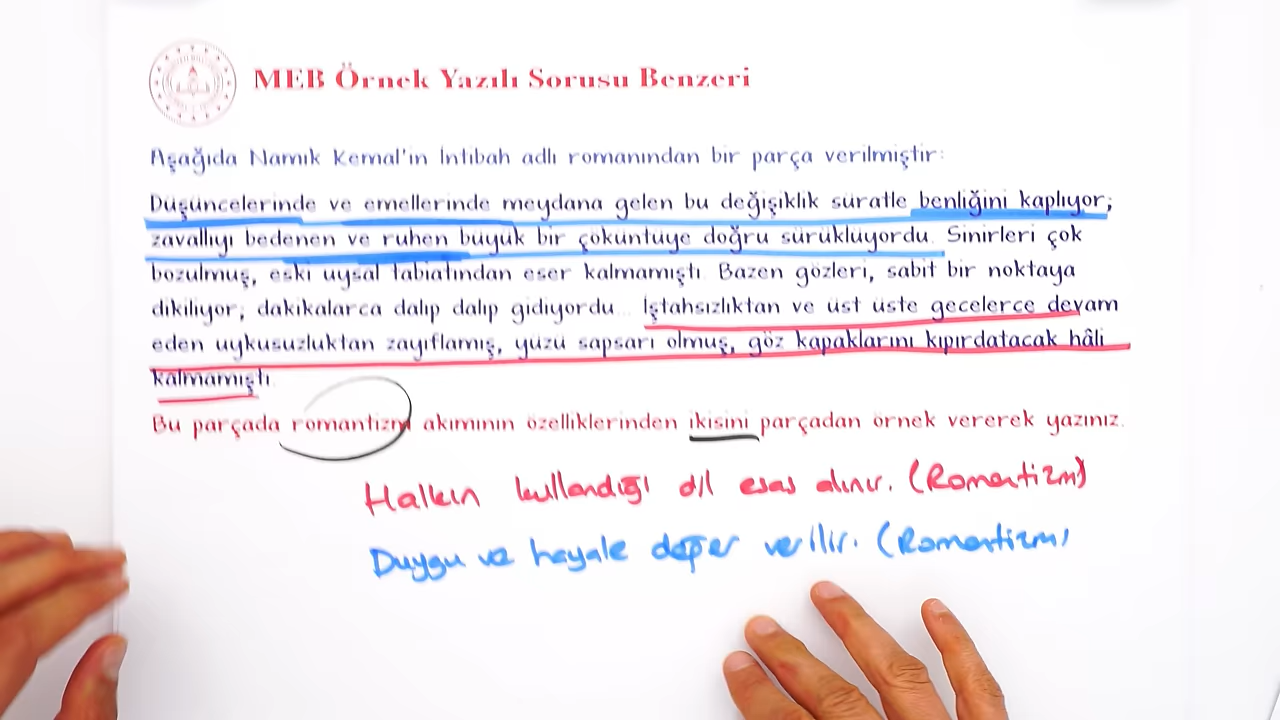 MEB Örnek Yazılı Sorusu Benzeri
Aşağıda Namık Kemal'in İntibah adlı romanından bir parça verilmiştir:
Düşüncelerinde ve emellerinde meydana gelen bu değişiklik süratle benliğini kaplıyor;
zavallıyı bedenen ve ruhen büyük bir çöküntüye doğru sürüklüyordu. Sinirleri çok
bozulmuş, eski uysal tabiatından eser kalmamıştı. Bazen gözleri, sabit bir noktaya
dikiliyor; dakikalarca dalıp dalıp gidiyordu... İştahsızlıktan ve üst üste gecelerce devam
eden uykusuzluktan zayıflamış, yüzü sapsarı olmuş, göz kapaklarını kıpırdatacak hâli
kalmamıştı.
Bu parçada romantizm akımının özelliklerinden ikisini parçadan örnek vererek yazınız.
Halkın kullandığı dil esas alınır. (Romantizm)
Duygu ve hayale değer verilir. (Romantizm)